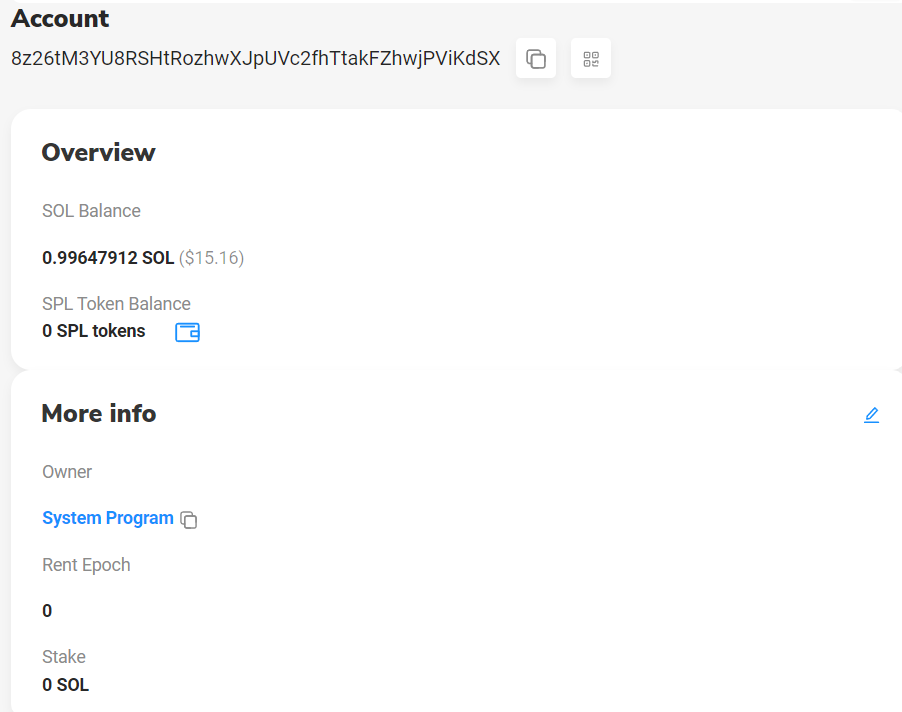 Account
8z26tM3YU8RSHtRozhwXJpUVc2fhTtakFZhwjPViKdSX
Overview
SOL Balance
0.99647912 SOL ($15.16)
SPL Token Balance
0 SPL tokens
More info
Owner
System Program
Rent Epoch
0
Stake
0 SOL